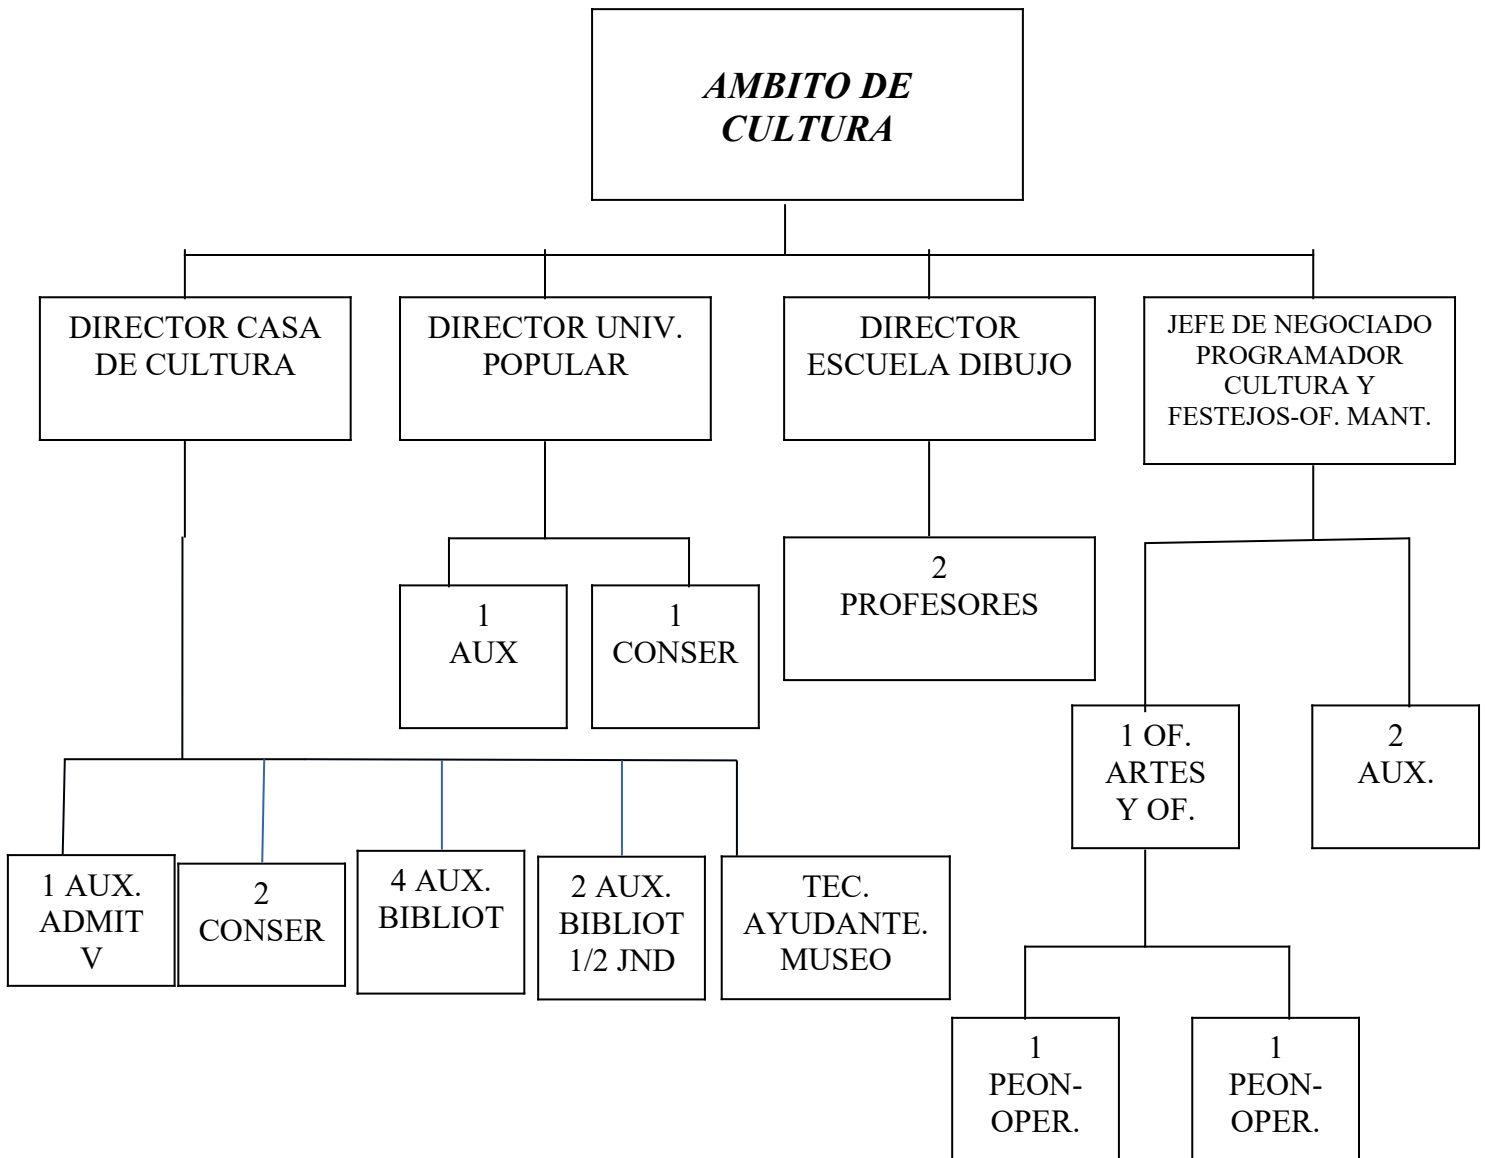 AMBITO DE
CULTURA
DIRECTOR CASA
DE CULTURA
DIRECTOR UNIV.
POPULAR
DIRECTOR
ESCUELA DIBUJO
JEFE DE NEGOCIADO
PROGRAMADOR
CULTURA Y
FESTEJOS-OF. MANT.
1
AUX
1
CONSER
2
PROFESORES
1 OF.
ARTES
Y OF.
2
AUX.
1 AUX.
ADMIT
V
2
CONSER
4 AUX.
BIBLIOT
2 AUX.
BIBLIOT
1/2 JND
TEC.
AYUDANTE.
MUSEO
1
PEON-
OPER.
1
PEON-
OPER.